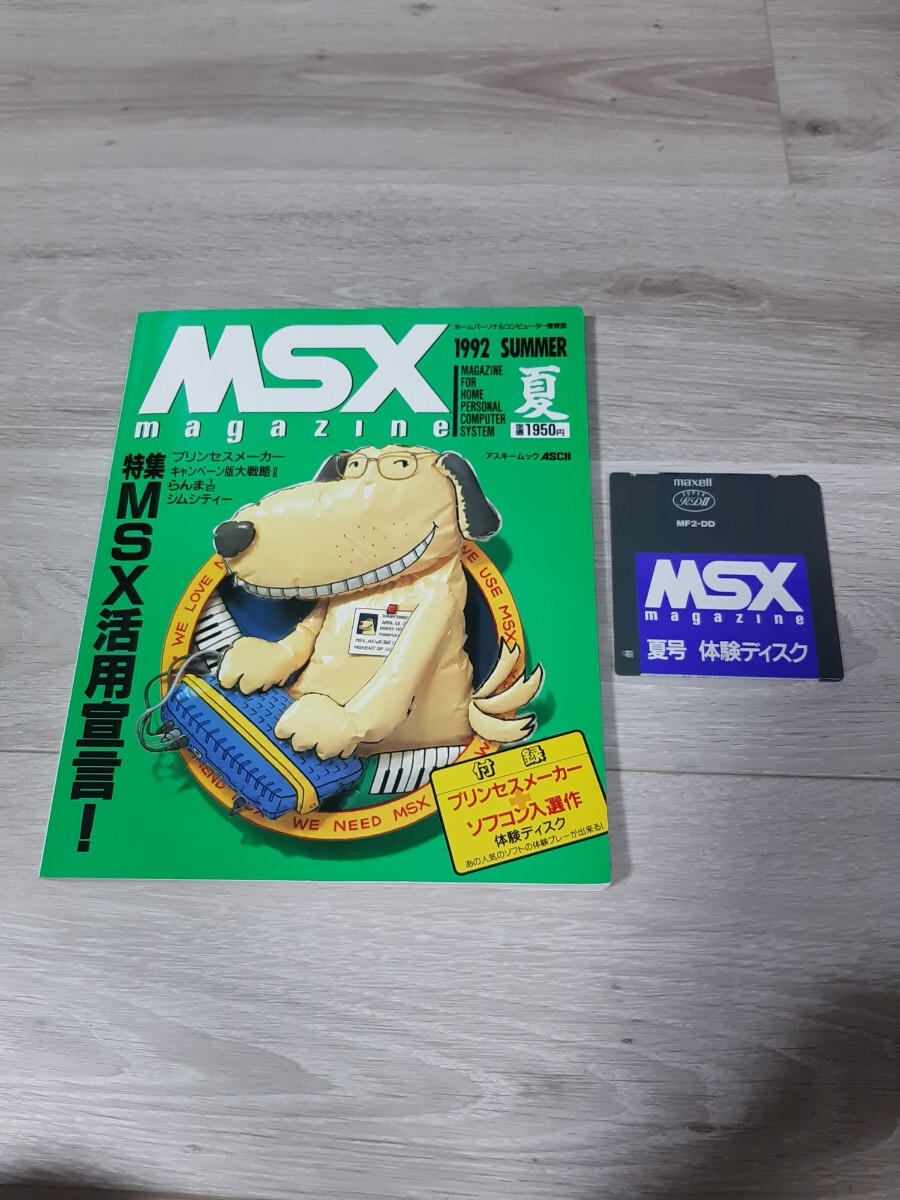 MSX
magazine
ホームパーソナルコンピューター情報誌
1992 SUMMER
MAGAZINE
FOR
HOME
PERSONAL
COMPUTER
SYSTEM
夏
定価1950円
アスキームック ASCII
特集MSX活用宣言!
プリンセスメーカー
キャンペーン版大戦略II
らんま½
シムシティー
WE LOVE
WE USE MSX
WE NEED MSX
APRIL 13
MOMENT OF
付録
プリンセスメーカー
+
ソフコン入選作
体験ディスク
あの人気のソフトの体験プレーが出来る!
maxell
SUPER
RDII
MF2-DD
MSX
magazine
夏号 体験ディスク